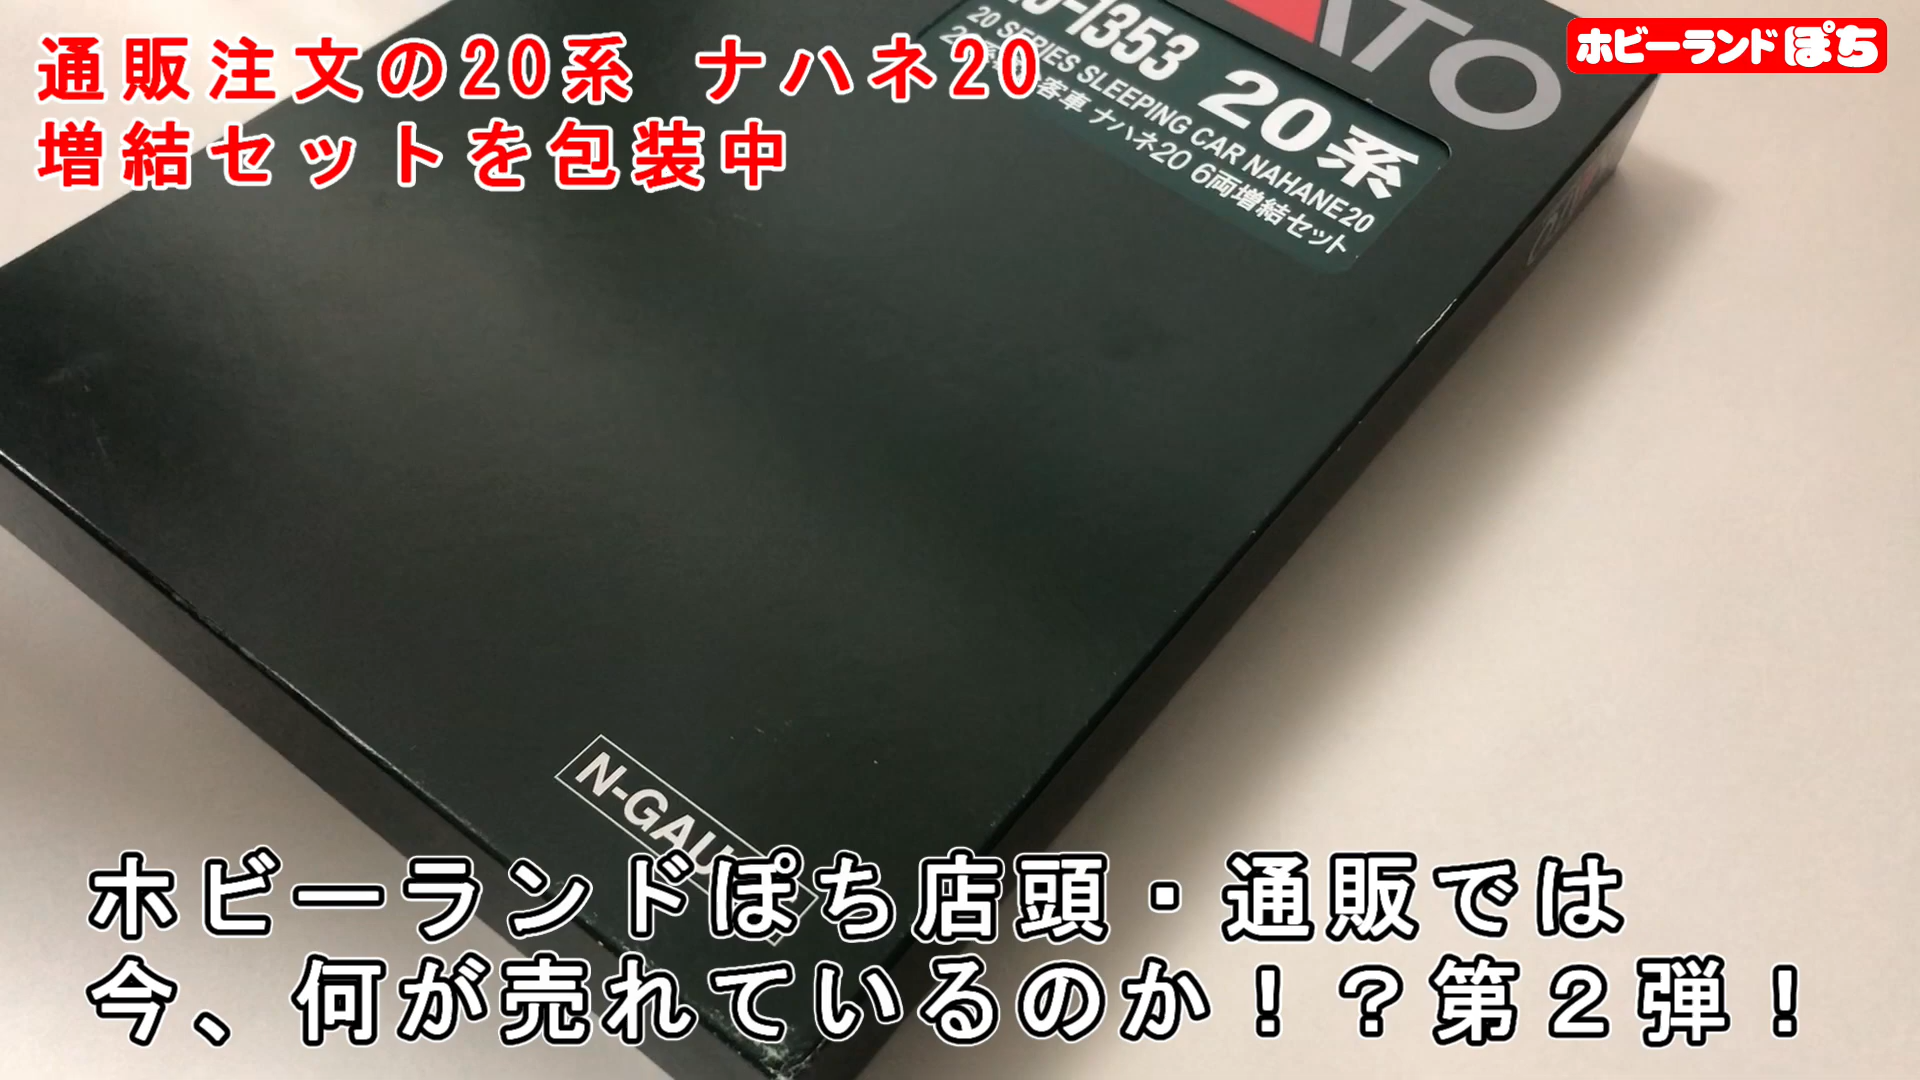 通販注文の20系 ナハネ20
増結セットを包装中
ホビーランドぽち
20系
20 SERIES SLEEPING CAR NAHANE20
客車 ナハネ20 6両増結セット
ホビーランドぽち店頭・通販では
今、何が売れているのか！？第２弾！